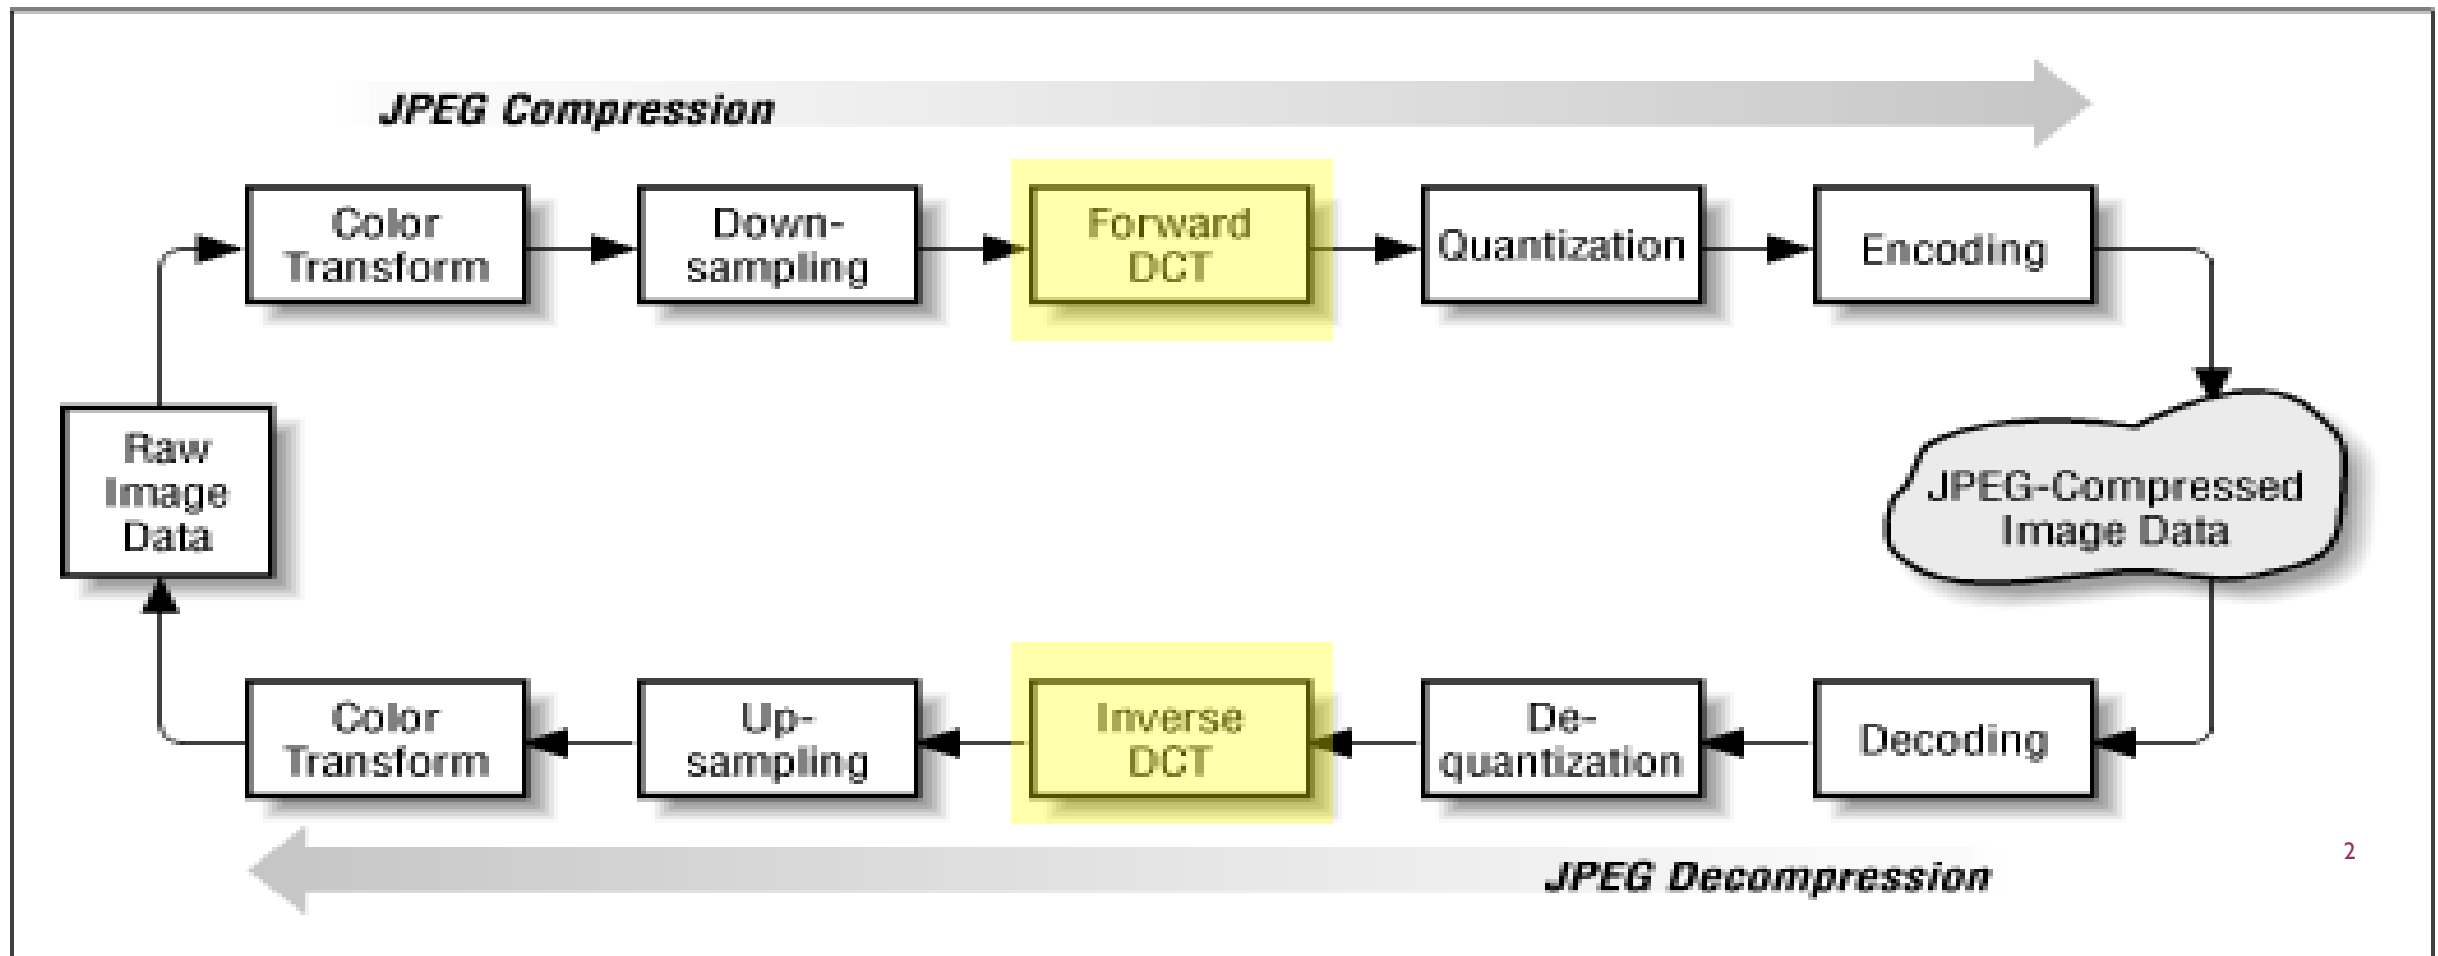 JPEG Compression
Color
Transform
Down-
sampling
Forward
DCT
Quantization
Encoding
Raw
Image
Data
JPEG-Compressed
Image Data
Color
Transform
Up-
sampling
Inverse
DCT
De-
quantization
Decoding
JPEG Decompression
2